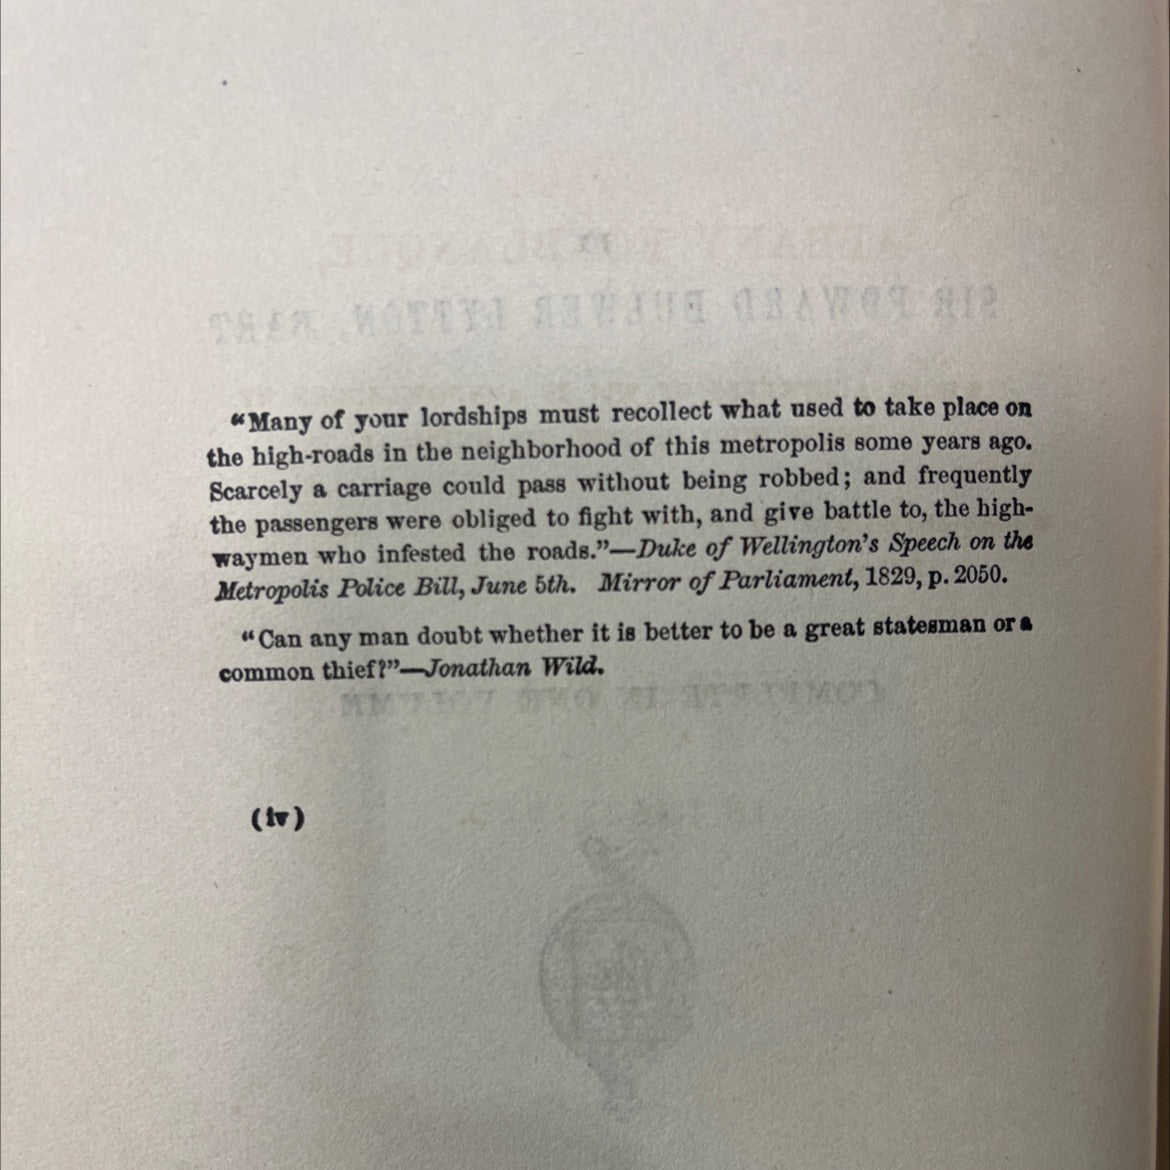 “Many of your lordships must recollect what used to take place on
the high-roads in the neighborhood of this metropolis some years ago.
Scarcely a carriage could pass without being robbed; and frequently
the passengers were obliged to fight with, and give battle to, the high-
waymen who infested the roads.”—Duke of Wellington’s Speech on the
Metropolis Police Bill, June 5th. Mirror of Parliament, 1829, p. 2050.
“Can any man doubt whether it is better to be a great statesman or a
common thief?”—Jonathan Wild.
(iv)